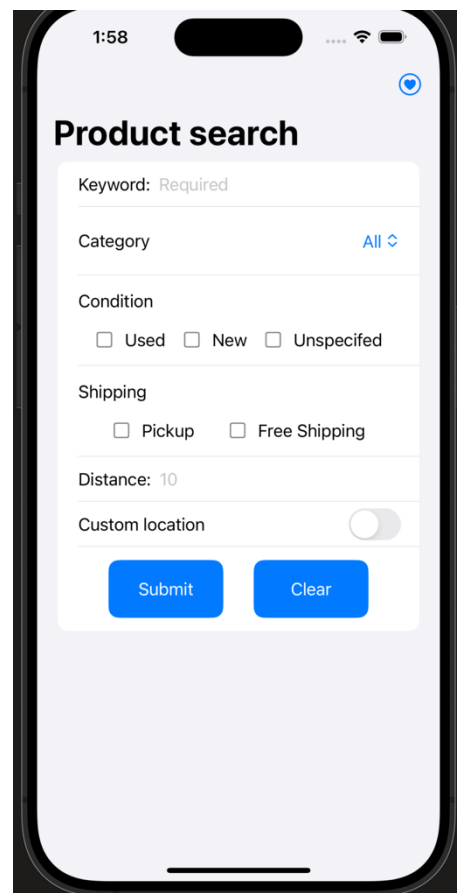 1:58
Product search
Keyword: Required
Category All
Condition
Used New Unspecifed
Shipping
Pickup Free Shipping
Distance: 10
Custom location
Submit Clear